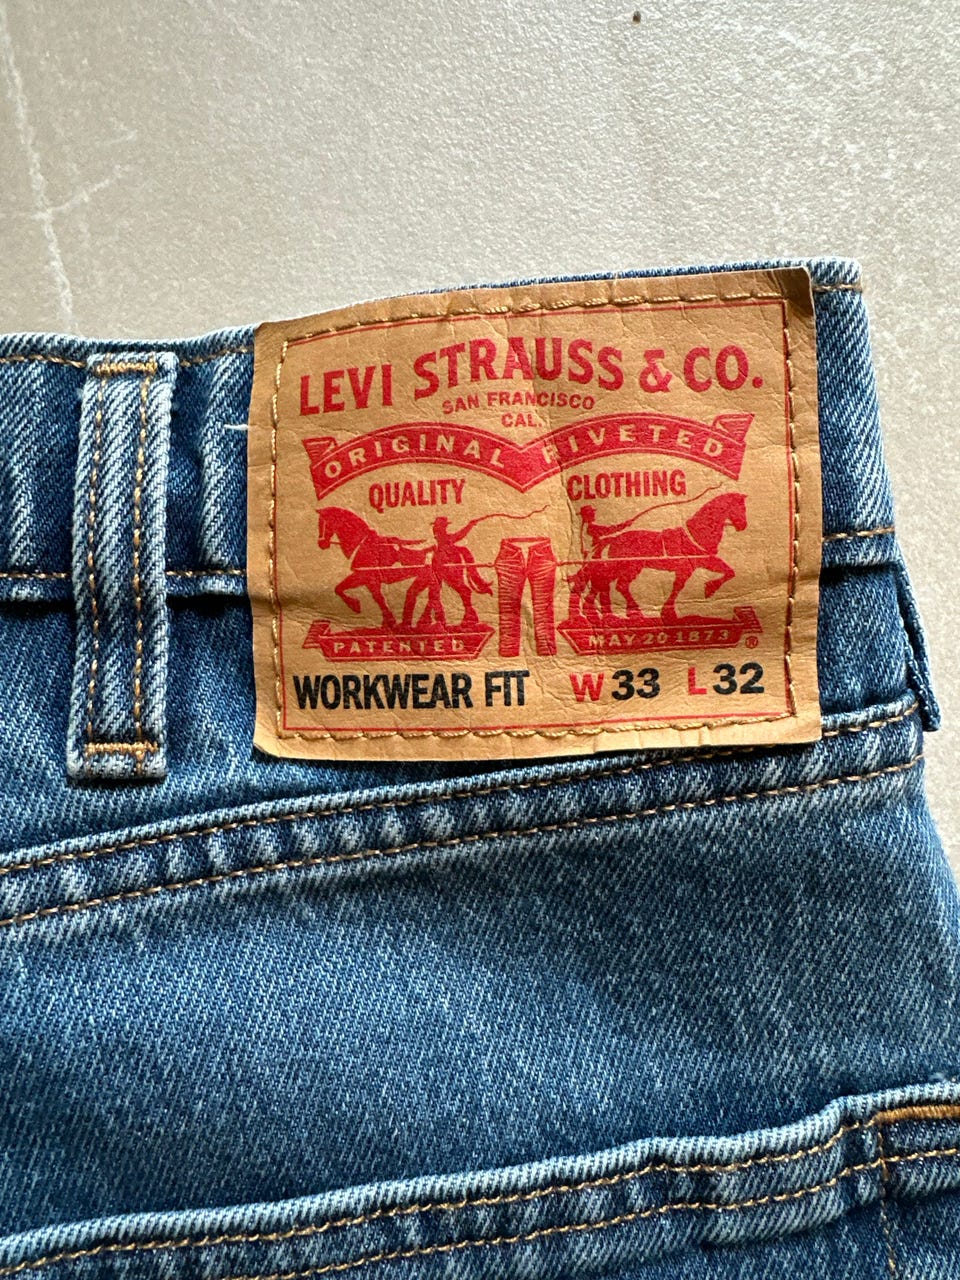 LEVI STRAUSS & CO.
SAN FRANCISCO
CAL.
ORIGINAL RIVETED
QUALITY CLOTHING
PATENTED MAY 20 1873 ®
WORKWEAR FIT W 33 L 32